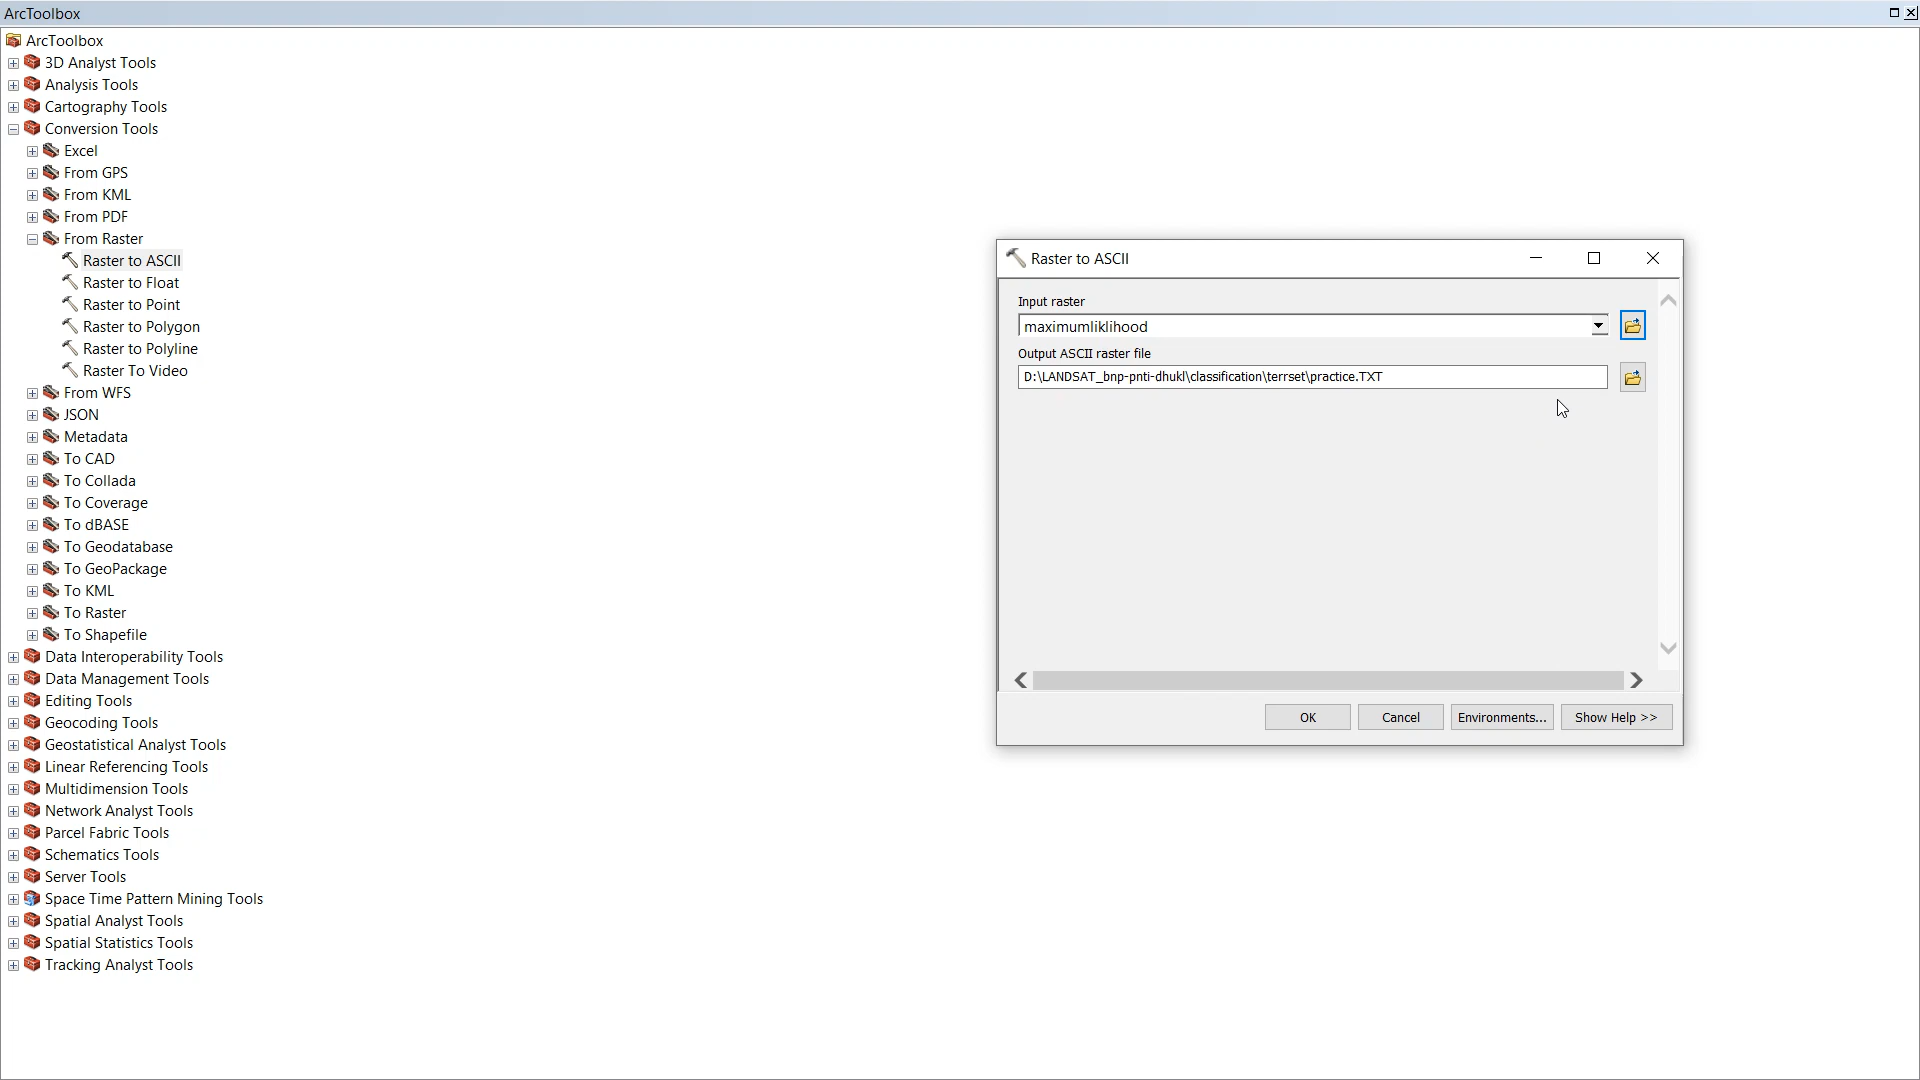 ArcToolbox
ArcToolbox
3D Analyst Tools
Analysis Tools
Cartography Tools
Conversion Tools
Excel
From GPS
From KML
From PDF
From Raster
Raster to ASCII
Raster to Float
Raster to Point
Raster to Polygon
Raster to Polyline
Raster To Video
From WFS
JSON
Metadata
To CAD
To Collada
To Coverage
To dBASE
To Geodatabase
To GeoPackage
To KML
To Raster
To Shapefile
Data Interoperability Tools
Data Management Tools
Editing Tools
Geocoding Tools
Geostatistical Analyst Tools
Linear Referencing Tools
Multidimension Tools
Network Analyst Tools
Parcel Fabric Tools
Schematics Tools
Server Tools
Space Time Pattern Mining Tools
Spatial Analyst Tools
Spatial Statistics Tools
Tracking Analyst Tools
Raster to ASCII
Input raster
maximumliklihood
Output ASCII raster file
D:\LANDSAT_bnp-pnti-dhukl\classification\terrset\practice.TXT
OK Cancel Environments... Show Help >>